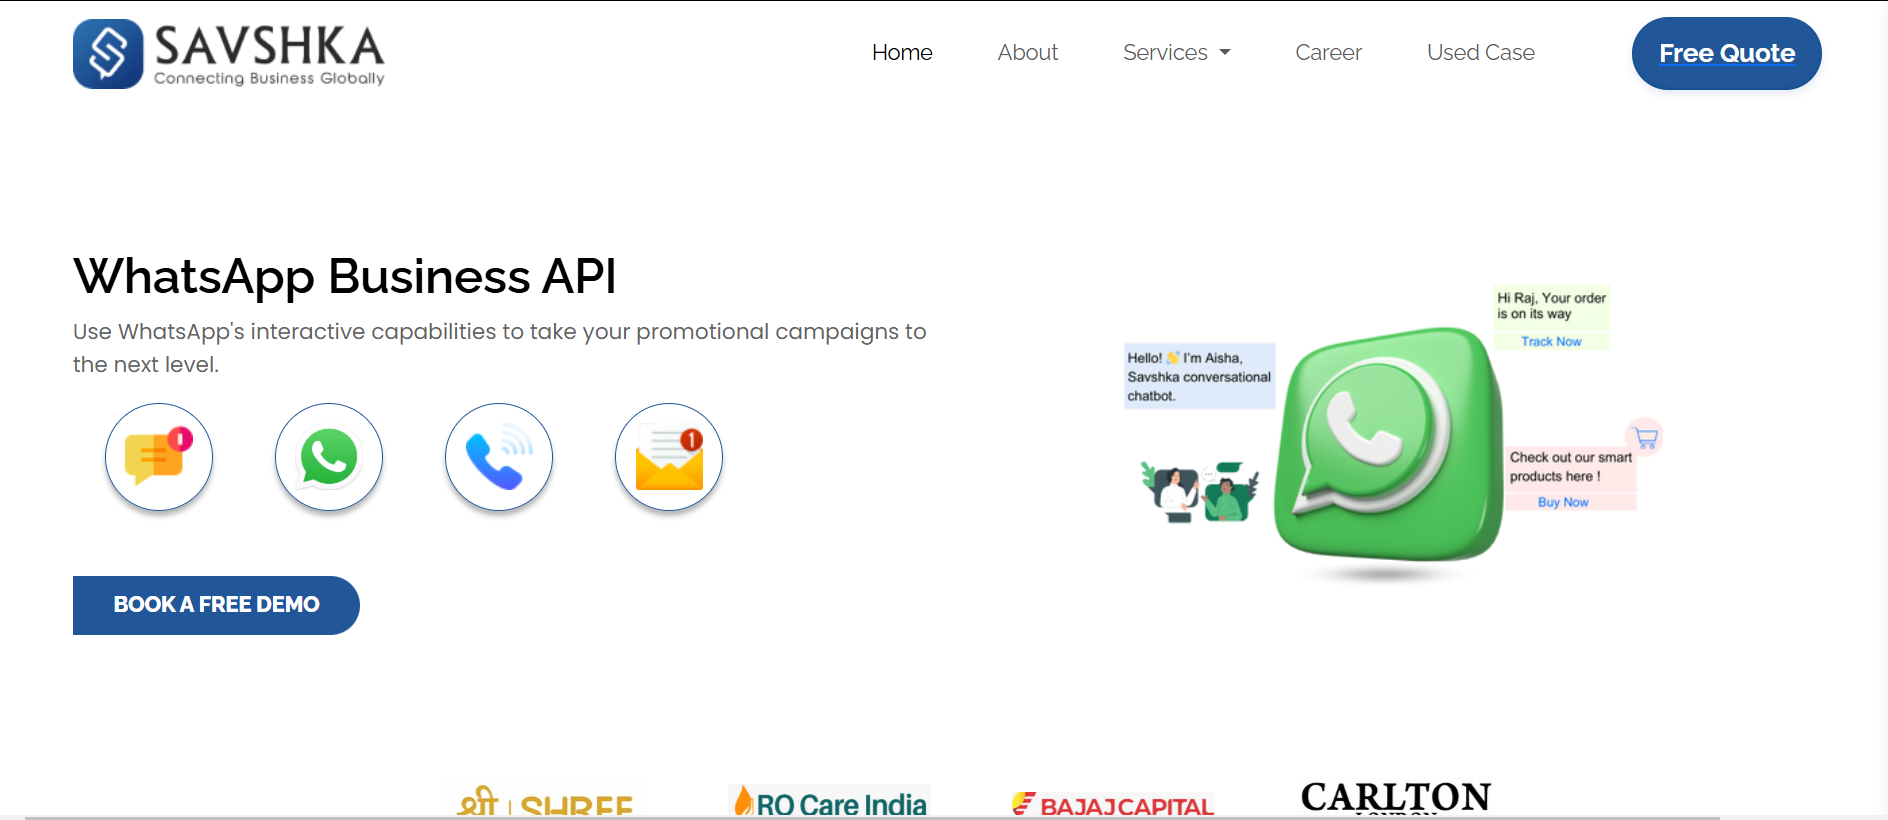 SAVSHKA
Connecting Business Globally
Home
About
Services
Career
Used Case
Free Quote
WhatsApp Business API
Use WhatsApp's interactive capabilities to take your promotional campaigns to
the next level.
1
BOOK A FREE DEMO
Hi Raj, Your order
is on its way
Track Now
Hello! 👋 I'm Aisha,
Savshka conversational
chatbot.
Check out our smart
products here !
Buy Now
श्री | SHREE
RO Care India
BAJAJ CAPITAL
CARLTON
LONDON